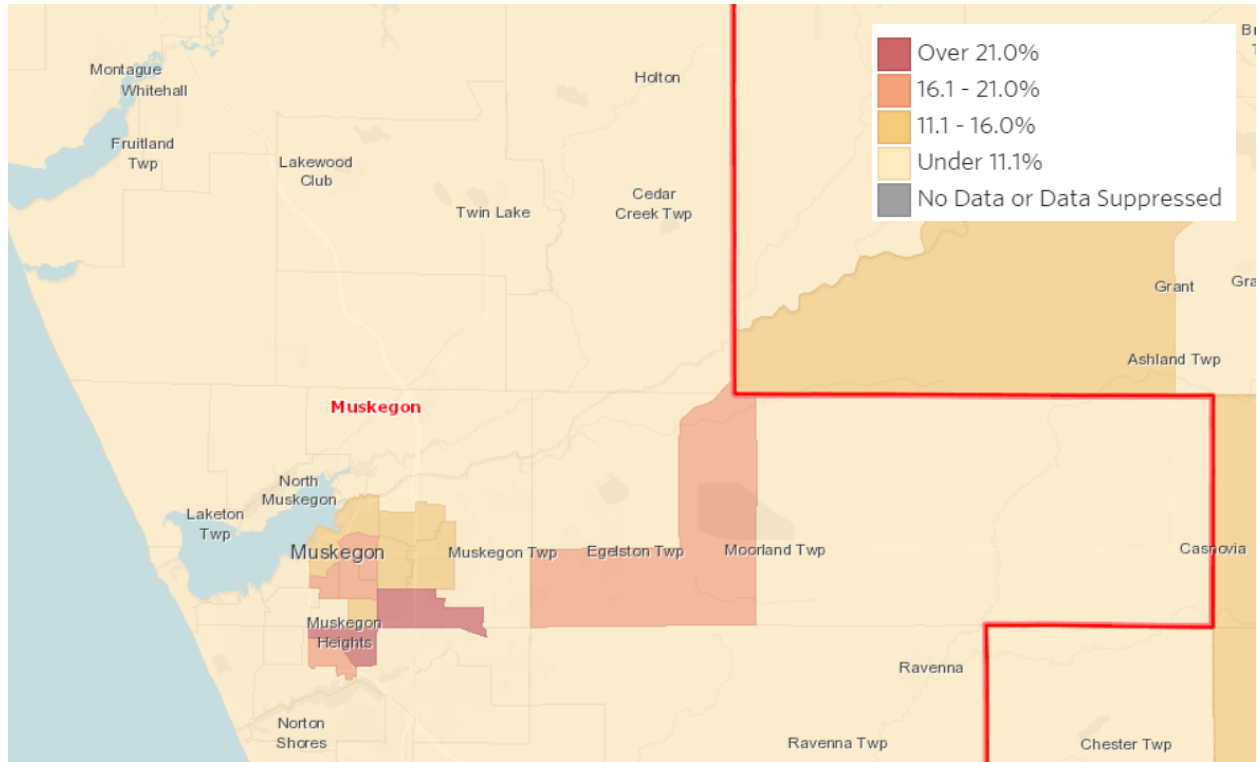 Over 21.0%
16.1 - 21.0%
11.1 - 16.0%
Under 11.1%
No Data or Data Suppressed
Montague
Whitehall
Holton
Fruitland
Twp
Lakewood
Club
Twin Lake
Cedar
Creek Twp
Grant
Gra
Ashland Twp
Muskegon
North
Muskegon
Laketon
Twp
Muskegon
Muskegon Twp
Egelston Twp
Moorland Twp
Casnovia
Muskegon
Heights
Ravenna
Norton
Shores
Ravenna Twp
Chester Twp